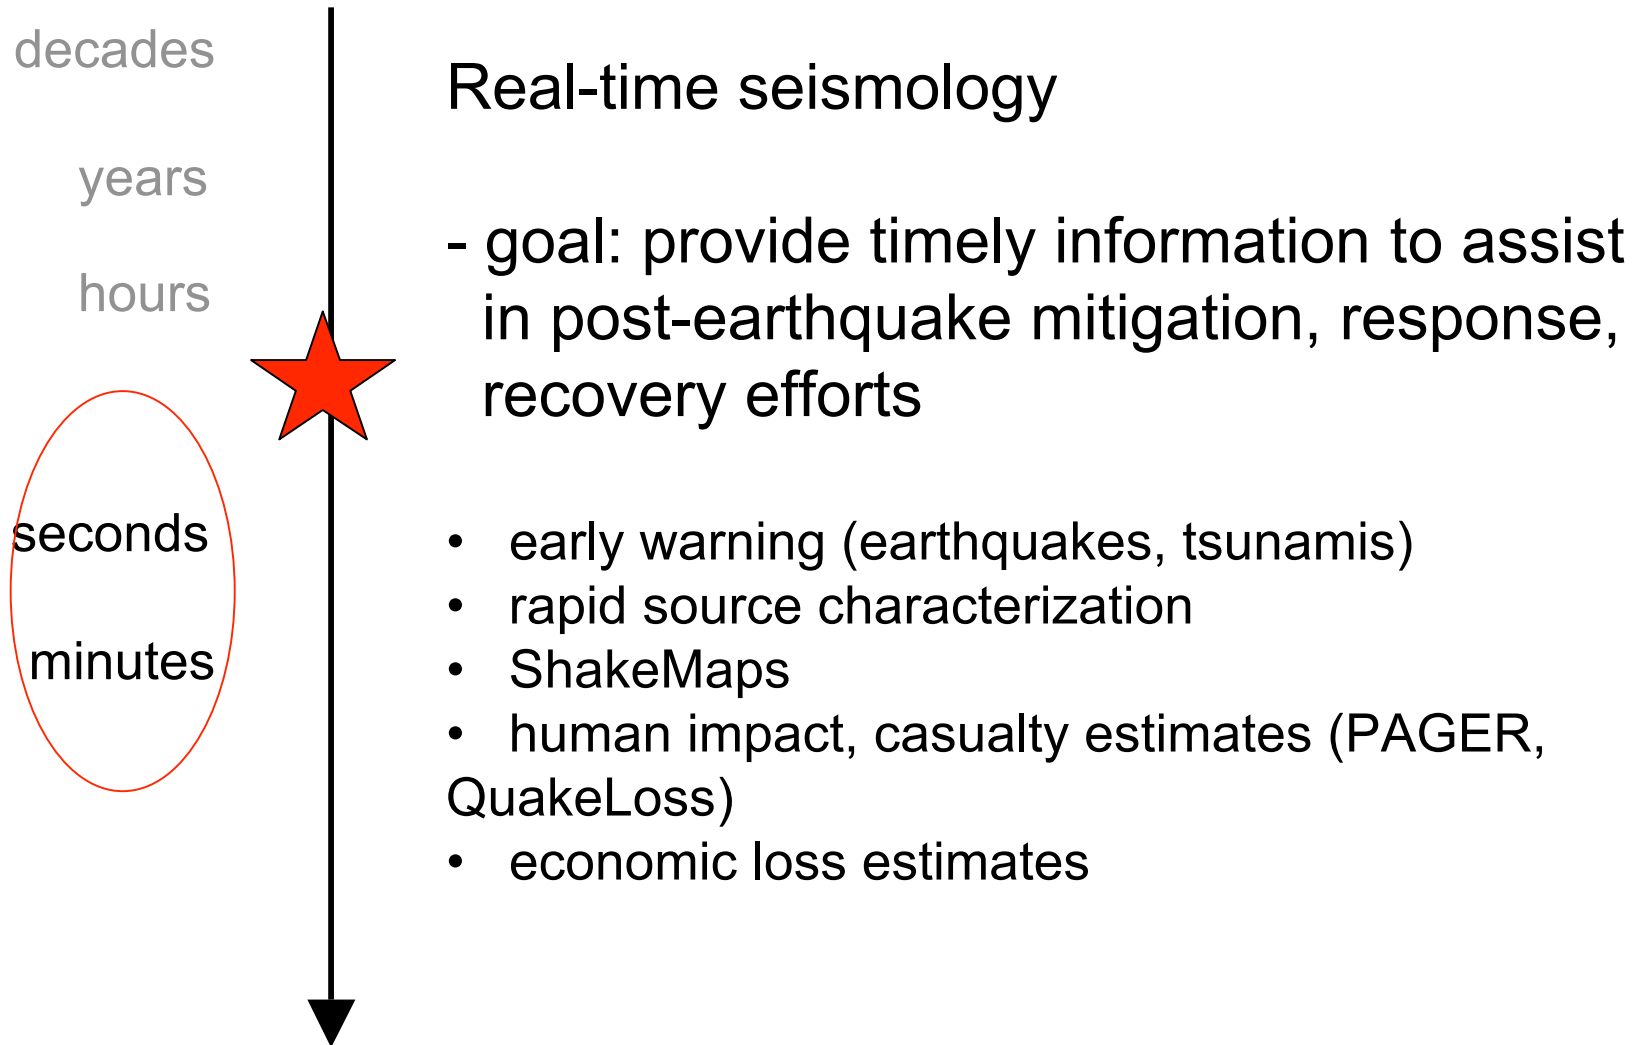 decades
years
hours
seconds
minutes
Real-time seismology
- goal: provide timely information to assist
in post-earthquake mitigation, response,
recovery efforts
• early warning (earthquakes, tsunamis)
• rapid source characterization
• ShakeMaps
• human impact, casualty estimates (PAGER,
QuakeLoss)
• economic loss estimates